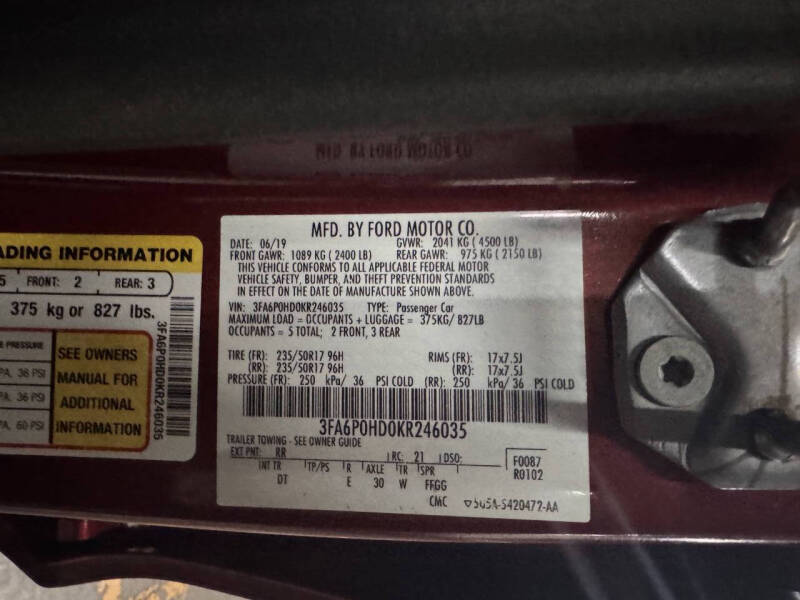 MFD. BY FORD MOTOR CO.
DATE: 06/19 GVWR: 2041 KG ( 4500 LB)
FRONT GAWR: 1089 KG ( 2400 LB) REAR GAWR: 975 KG ( 2150 LB)
THIS VEHICLE CONFORMS TO ALL APPLICABLE FEDERAL MOTOR
VEHICLE SAFETY, BUMPER, AND THEFT PREVENTION STANDARDS
IN EFFECT ON THE DATE OF MANUFACTURE SHOWN ABOVE.
VIN: 3FA6P0HD0KR246035 TYPE: Passenger Car
MAXIMUM LOAD = OCCUPANTS + LUGGAGE = 375KG/827LB
OCCUPANTS = 5 TOTAL; 2 FRONT, 3 REAR
TIRE (FR): 235/50R17 96H RIMS (FR): 17x7.5J
(RR): 235/50R17 96H (RR): 17x7.5J
PRESSURE (FR): 250 kPa/ 36 PSI COLD (RR): 250 kPa/ 36 PSI COLD
3FA6P0HD0KR246035
TRAILER TOWING - SEE OWNER GUIDE
EXT PNT: RR RC: 21 DSO: F0087
INT TR TP/PS R AXLE TR SPR R0102
DT E 30 W FFGG
CMC 5U5A-5420472-AA
ADING INFORMATION
5 FRONT: 2 REAR: 3
375 kg or 827 lbs.
E PRESSURE
PA, 36 PSI
PA, 36 PSI
PA, 60 PSI
SEE OWNERS
MANUAL FOR
ADDITIONAL
INFORMATION
3FA6P0HD0KR246035